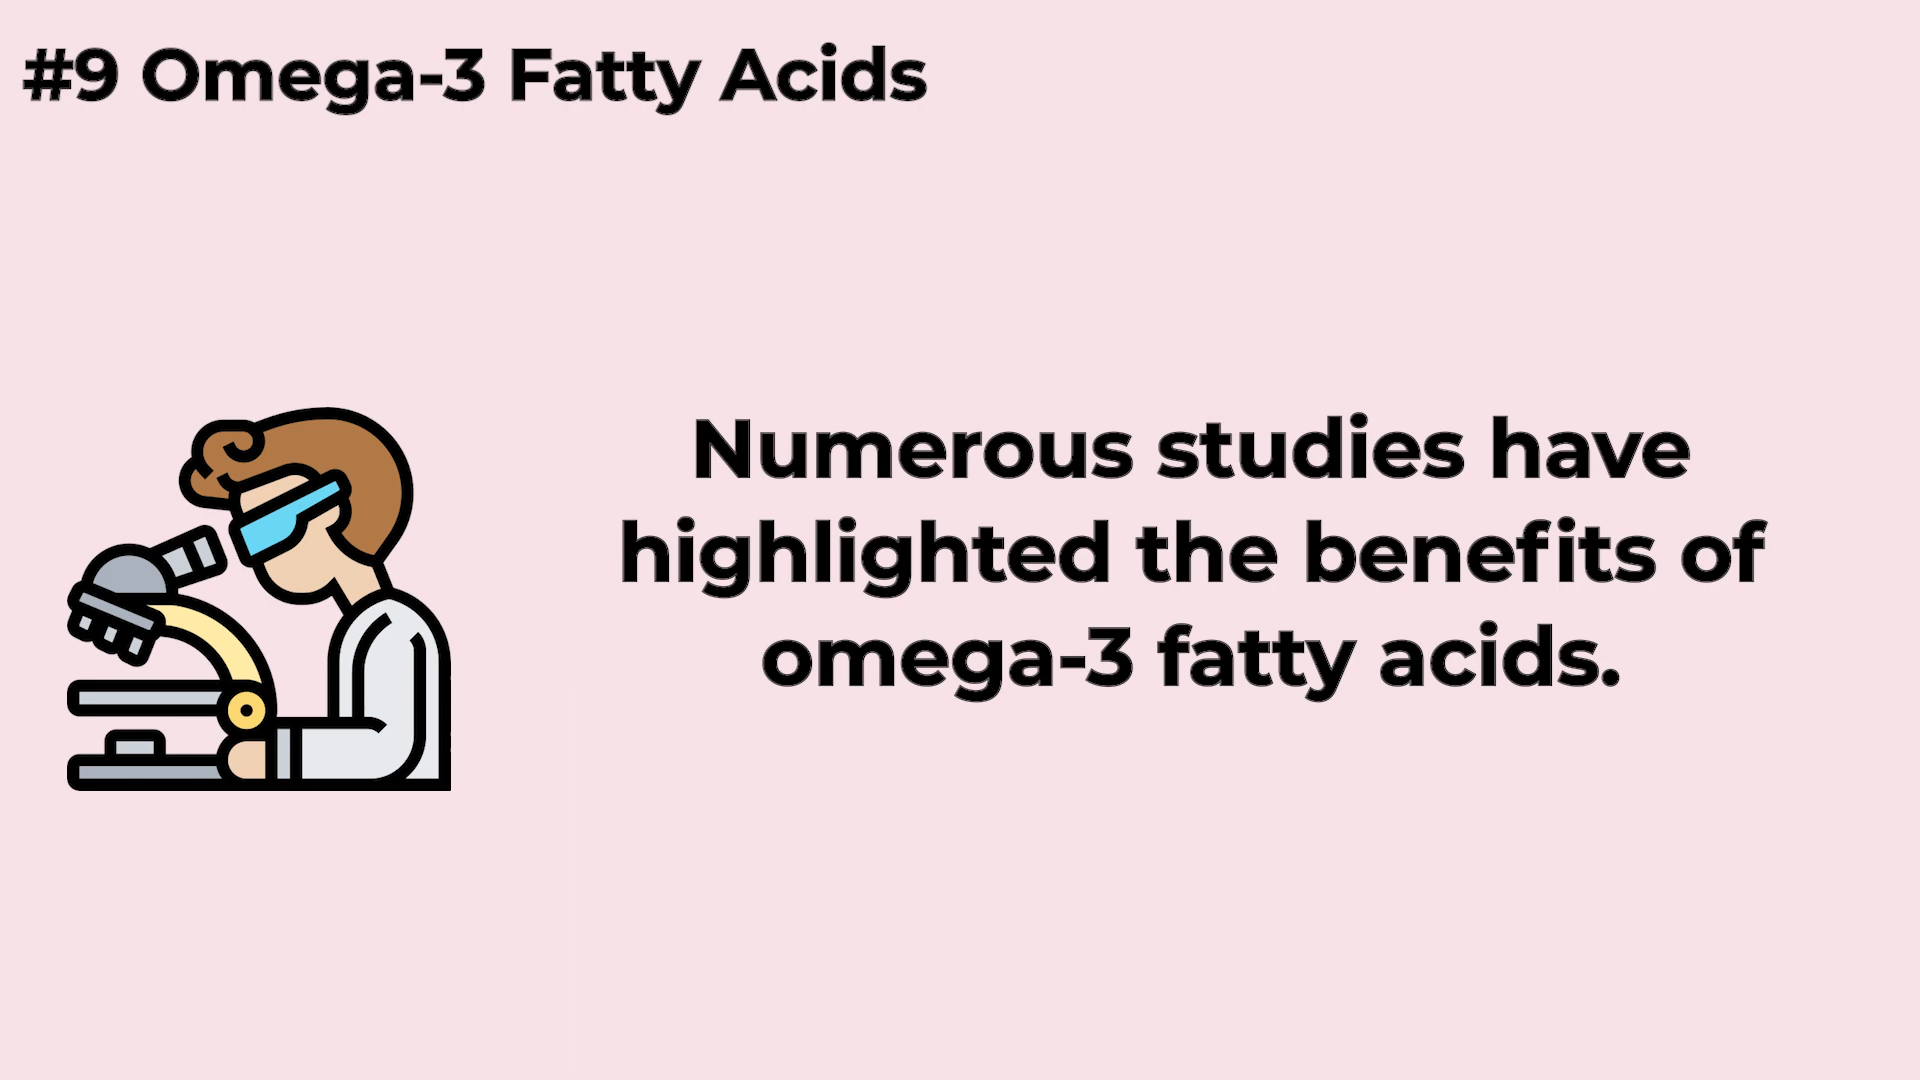 #9 Omega-3 Fatty Acids
Numerous studies have
highlighted the benefits of
omega-3 fatty acids.